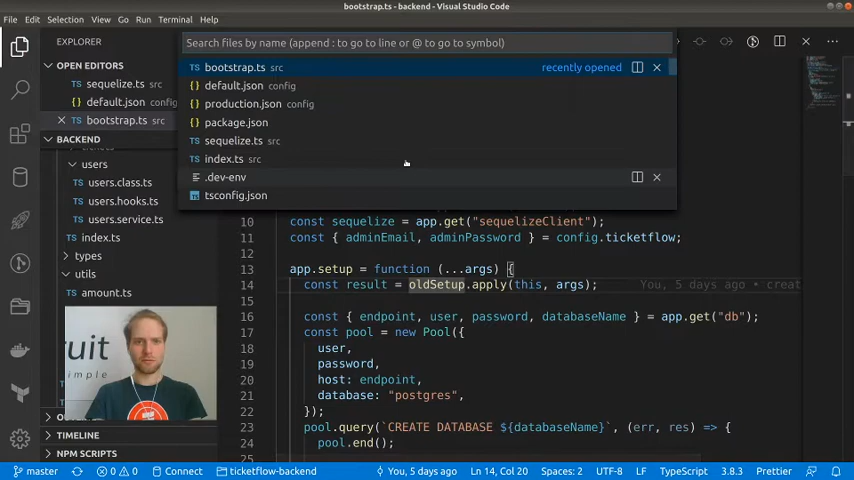 bootstrap.ts - backend - Visual Studio Code
File Edit Selection View Go Run Terminal Help
EXPLORER
OPEN EDITORS
sequelize.ts src
default.json config
bootstrap.ts src
BACKEND
users
users.class.ts
users.hooks.ts
users.service.ts
index.ts
types
utils
amount.ts
TIMELINE
NPM SCRIPTS
Search files by name (append : to go to line or @ to go to symbol)
TS bootstrap.ts src recently opened
{} default.json config
{} production.json config
{} package.json
TS sequelize.ts src
TS index.ts src
.dev-env
tsconfig.json
10 const sequelize = app.get("sequelizeClient");
11 const { adminEmail, adminPassword } = config.ticketflow;
12
13 app.setup = function (...args) {
14 const result = oldSetup.apply(this, args); You, 5 days ago • creat
15
16 const { endpoint, user, password, databaseName } = app.get("db");
17 const pool = new Pool({
18 user,
19 password,
20 host: endpoint,
21 database: "postgres",
22 });
23 pool.query(`CREATE DATABASE ${databaseName}`, (err, res) => {
24 pool.end();
25
ruit
simple
master 0 0 Connect ticketflow-backend You, 5 days ago Ln 14, Col 20 Spaces: 2 UTF-8 LF TypeScript 3.8.3 Prettier